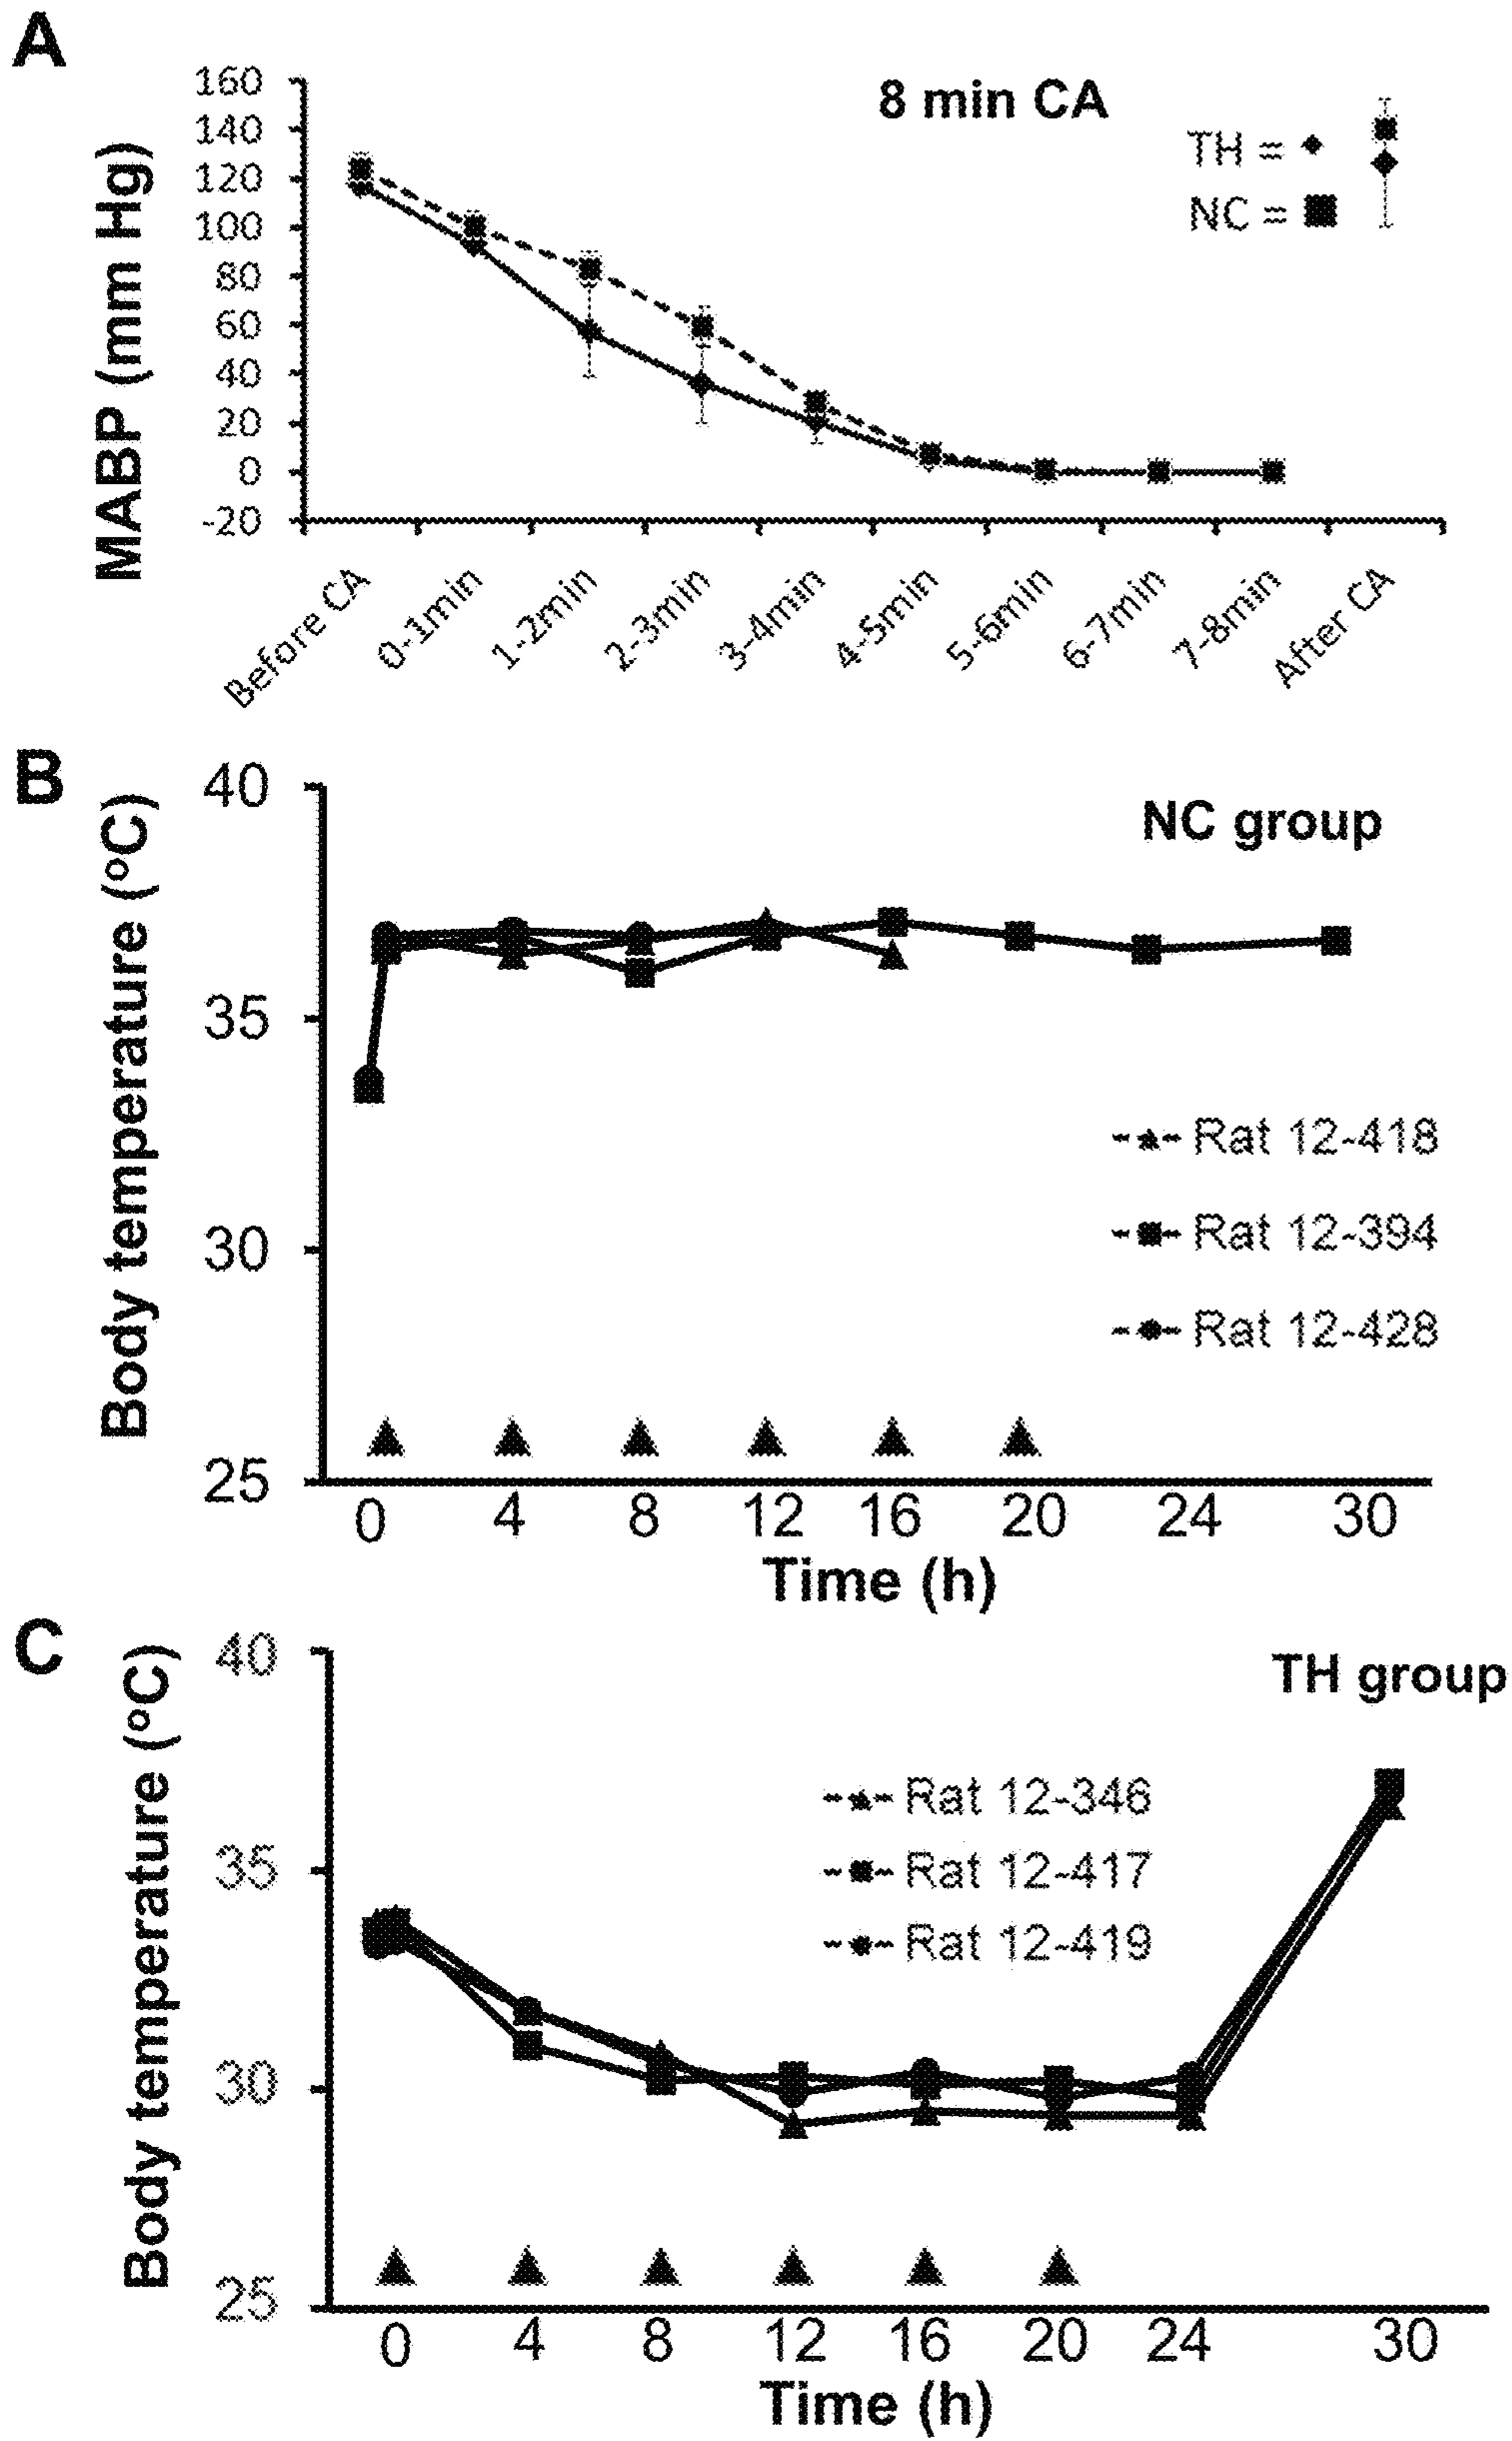 A
8 min CA
TH =
NC =
MABP (mm Hg)
160
140
120
100
80
60
40
20
0
-20
Before CA
0-1min
1-2min
2-3min
3-4min
4-5min
5-6min
6-7min
7-8min
After CA
B
NC group
Body temperature (°C)
40
35
30
25
Rat 12-418
Rat 12-394
Rat 12-428
0 4 8 12 16 20 24 30
Time (h)
C
TH group
Body temperature (°C)
40
35
30
25
Rat 12-346
Rat 12-417
Rat 12-419
0 4 8 12 16 20 24 30
Time (h)